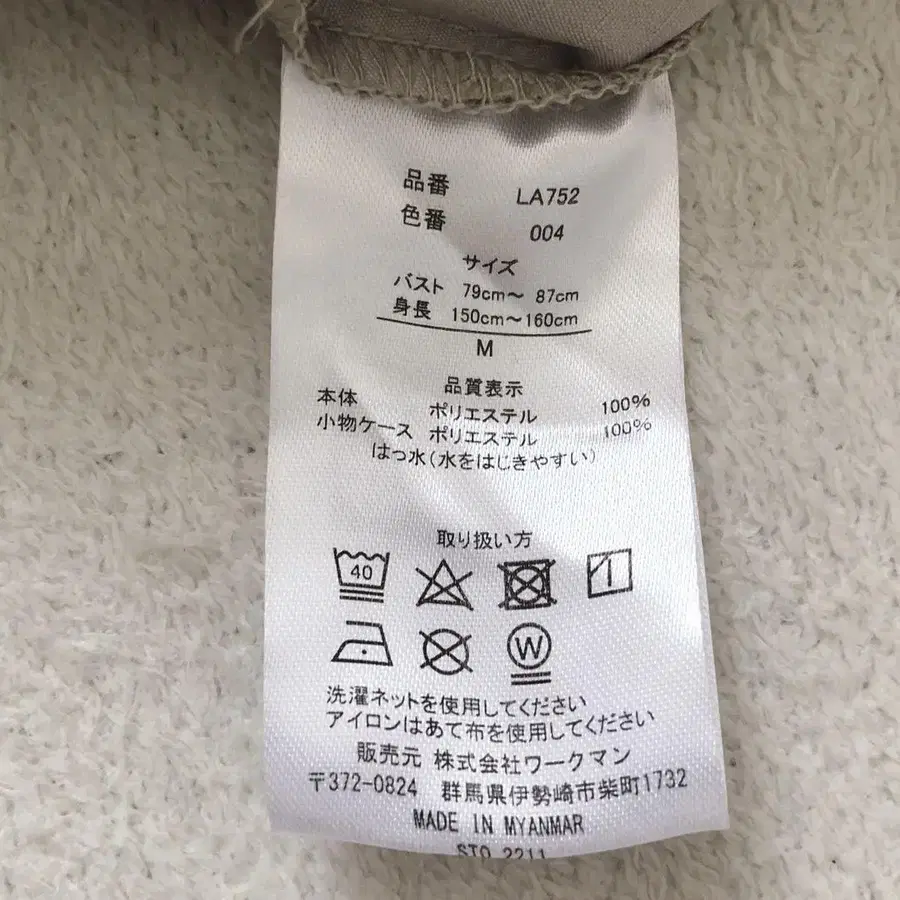 品番 LA752
色番 004
サイズ
バスト 79cm～ 87cm
身長 150cm～160cm
M
品質表示
本体 ポリエステル 100%
小物ケース ポリエステル 100%
はっ水(水をはじきやすい)
取り扱い方
40
W
洗濯ネットを使用してください
アイロンはあて布を使用してください
販売元 株式会社ワークマン
〒372-0824 群馬県伊勢崎市柴町1732
MADE IN MYANMAR
STO 2211